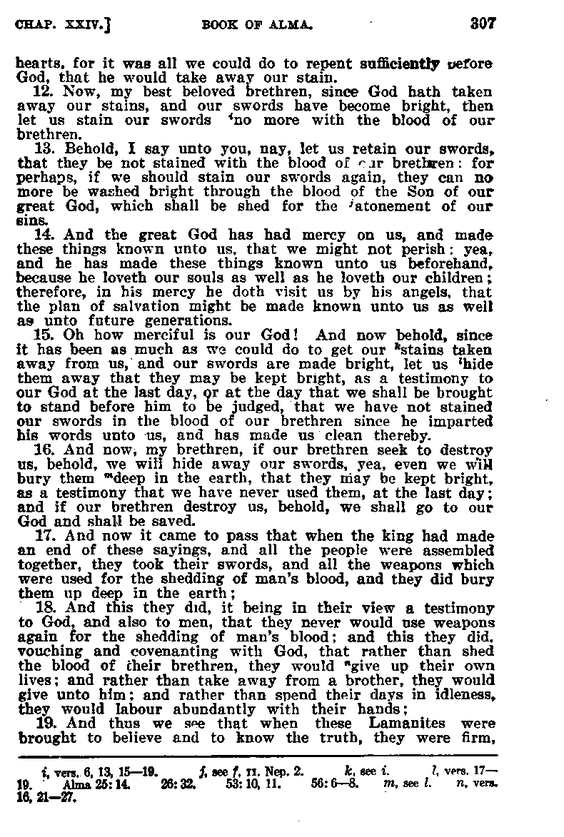 CHAP. XXIV.] BOOK OF ALMA. 307
hearts, for it was all we could do to repent sufficiently before
God, that he would take away our stain.
12. Now, my best beloved brethren, since God hath taken
away our stains, and our swords have become bright, then
let us stain our swords ⁱno more with the blood of our
brethren.
13. Behold, I say unto you, nay, let us retain our swords,
that they be not stained with the blood of our brethren: for
perhaps, if we should stain our swords again, they can no
more be washed bright through the blood of the Son of our
great God, which shall be shed for the ʲatonement of our
sins.
14. And the great God has had mercy on us, and made
these things known unto us, that we might not perish: yea,
and he has made these things known unto us beforehand,
because he loveth our souls as well as he loveth our children;
therefore, in his mercy he doth visit us by his angels, that
the plan of salvation might be made known unto us as well
as unto future generations.
15. Oh how merciful is our God! And now behold, since
it has been as much as we could do to get our ᵏstains taken
away from us, and our swords are made bright, let us ˡhide
them away that they may be kept bright, as a testimony to
our God at the last day, or at the day that we shall be brought
to stand before him to be judged, that we have not stained
our swords in the blood of our brethren since he imparted
his words unto us, and has made us clean thereby.
16. And now, my brethren, if our brethren seek to destroy
us, behold, we will hide away our swords, yea, even we will
bury them ᵐdeep in the earth, that they may be kept bright,
as a testimony that we have never used them, at the last day;
and if our brethren destroy us, behold, we shall go to our
God and shall be saved.
17. And now it came to pass that when the king had made
an end of these sayings, and all the people were assembled
together, they took their swords, and all the weapons which
were used for the shedding of man's blood, and they did bury
them up deep in the earth;
18. And this they did, it being in their view a testimony
to God, and also to men, that they never would use weapons
again for the shedding of man's blood; and this they did,
vouching and covenanting with God, that rather than shed
the blood of their brethren, they would ⁿgive up their own
lives; and rather than take away from a brother, they would
give unto him; and rather than spend their days in idleness,
they would labour abundantly with their hands;
19. And thus we see that when these Lamanites were
brought to believe and to know the truth, they were firm,
i, vers. 6, 13, 15—19. j, see f, II. Nep. 2. k, see i. l, vers. 17—
19. Alma 25: 14. 26: 32. 53: 10, 11. 56: 6—8. m, see l. n, vers.
16, 21—27.